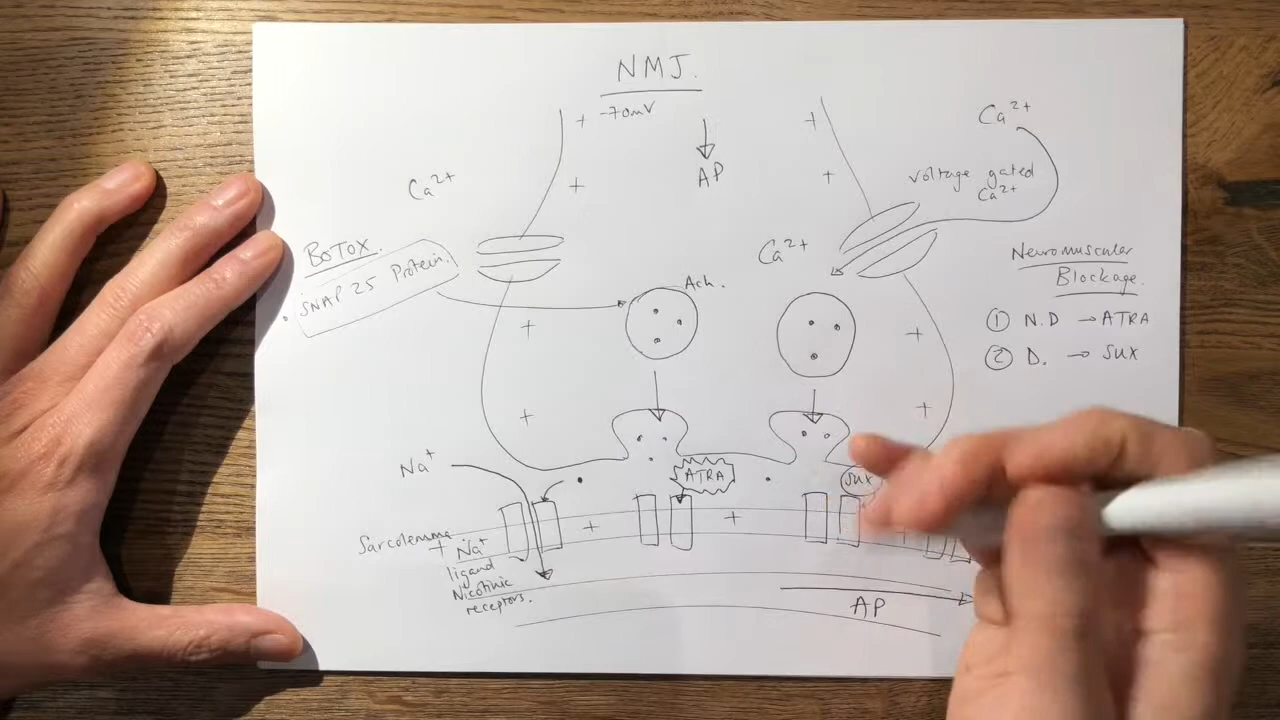 NMJ.
+ -70mV
+
AP
+
+
Ca²⁺
Ca²⁺
voltage gated
Ca²⁺
BOTOX.
SNAP 25 Protein.
Ca²⁺
Ach.
Neuromuscular
Blockage.
① N.D → ATRA
② D. → SUX
+
+
+
+
Na⁺
ATRA
SUX
Sarcolemma
+
+
+
+
Na⁺
ligand
Nicotinic
receptors.
AP